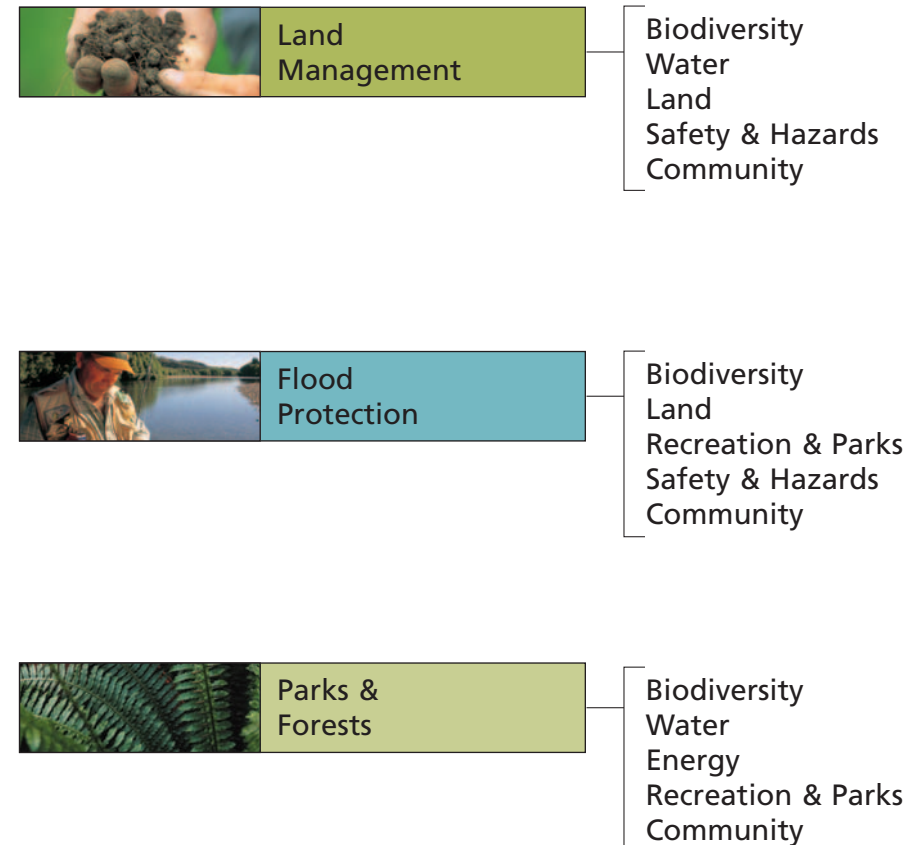 Land
Management
Biodiversity
Water
Land
Safety & Hazards
Community
Flood
Protection
Biodiversity
Land
Recreation & Parks
Safety & Hazards
Community
Parks &
Forests
Biodiversity
Water
Energy
Recreation & Parks
Community